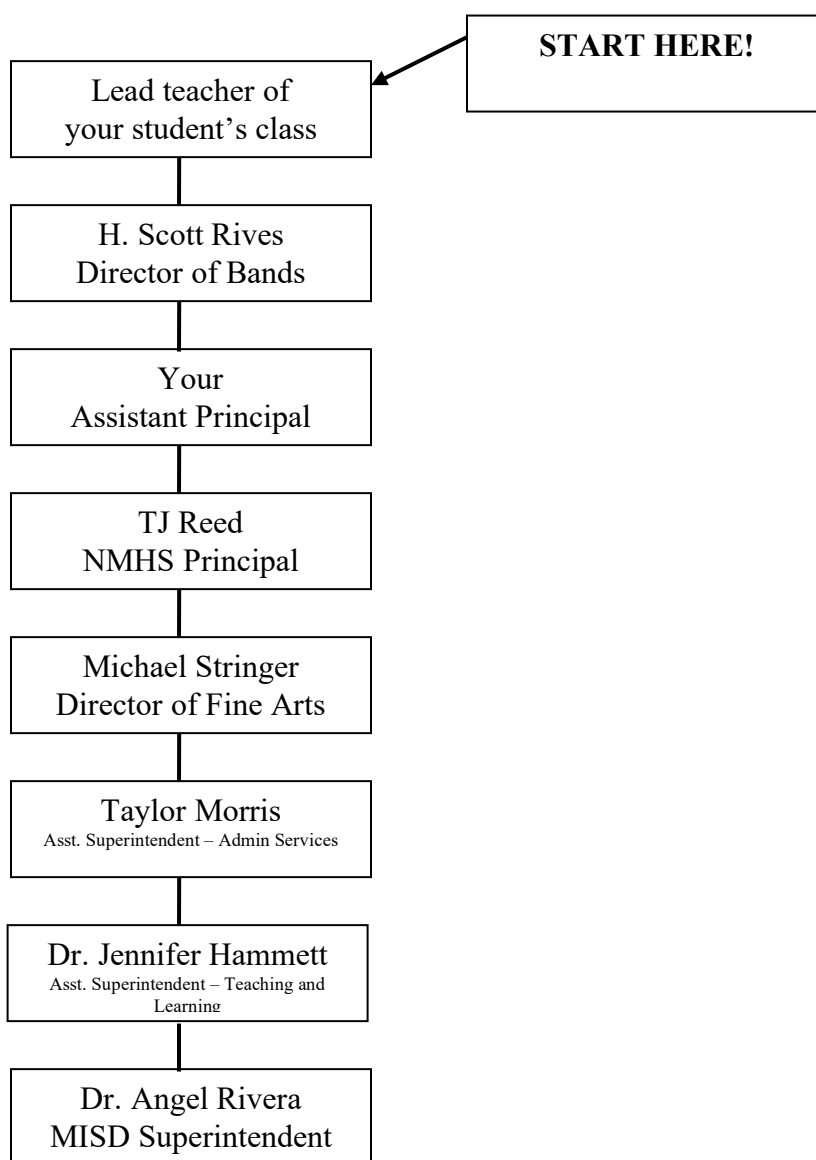 START HERE!
Lead teacher of
your student’s class
H. Scott Rives
Director of Bands
Your
Assistant Principal
TJ Reed
NMHS Principal
Michael Stringer
Director of Fine Arts
Taylor Morris
Asst. Superintendent – Admin Services
Dr. Jennifer Hammett
Asst. Superintendent – Teaching and
Learning
Dr. Angel Rivera
MISD Superintendent